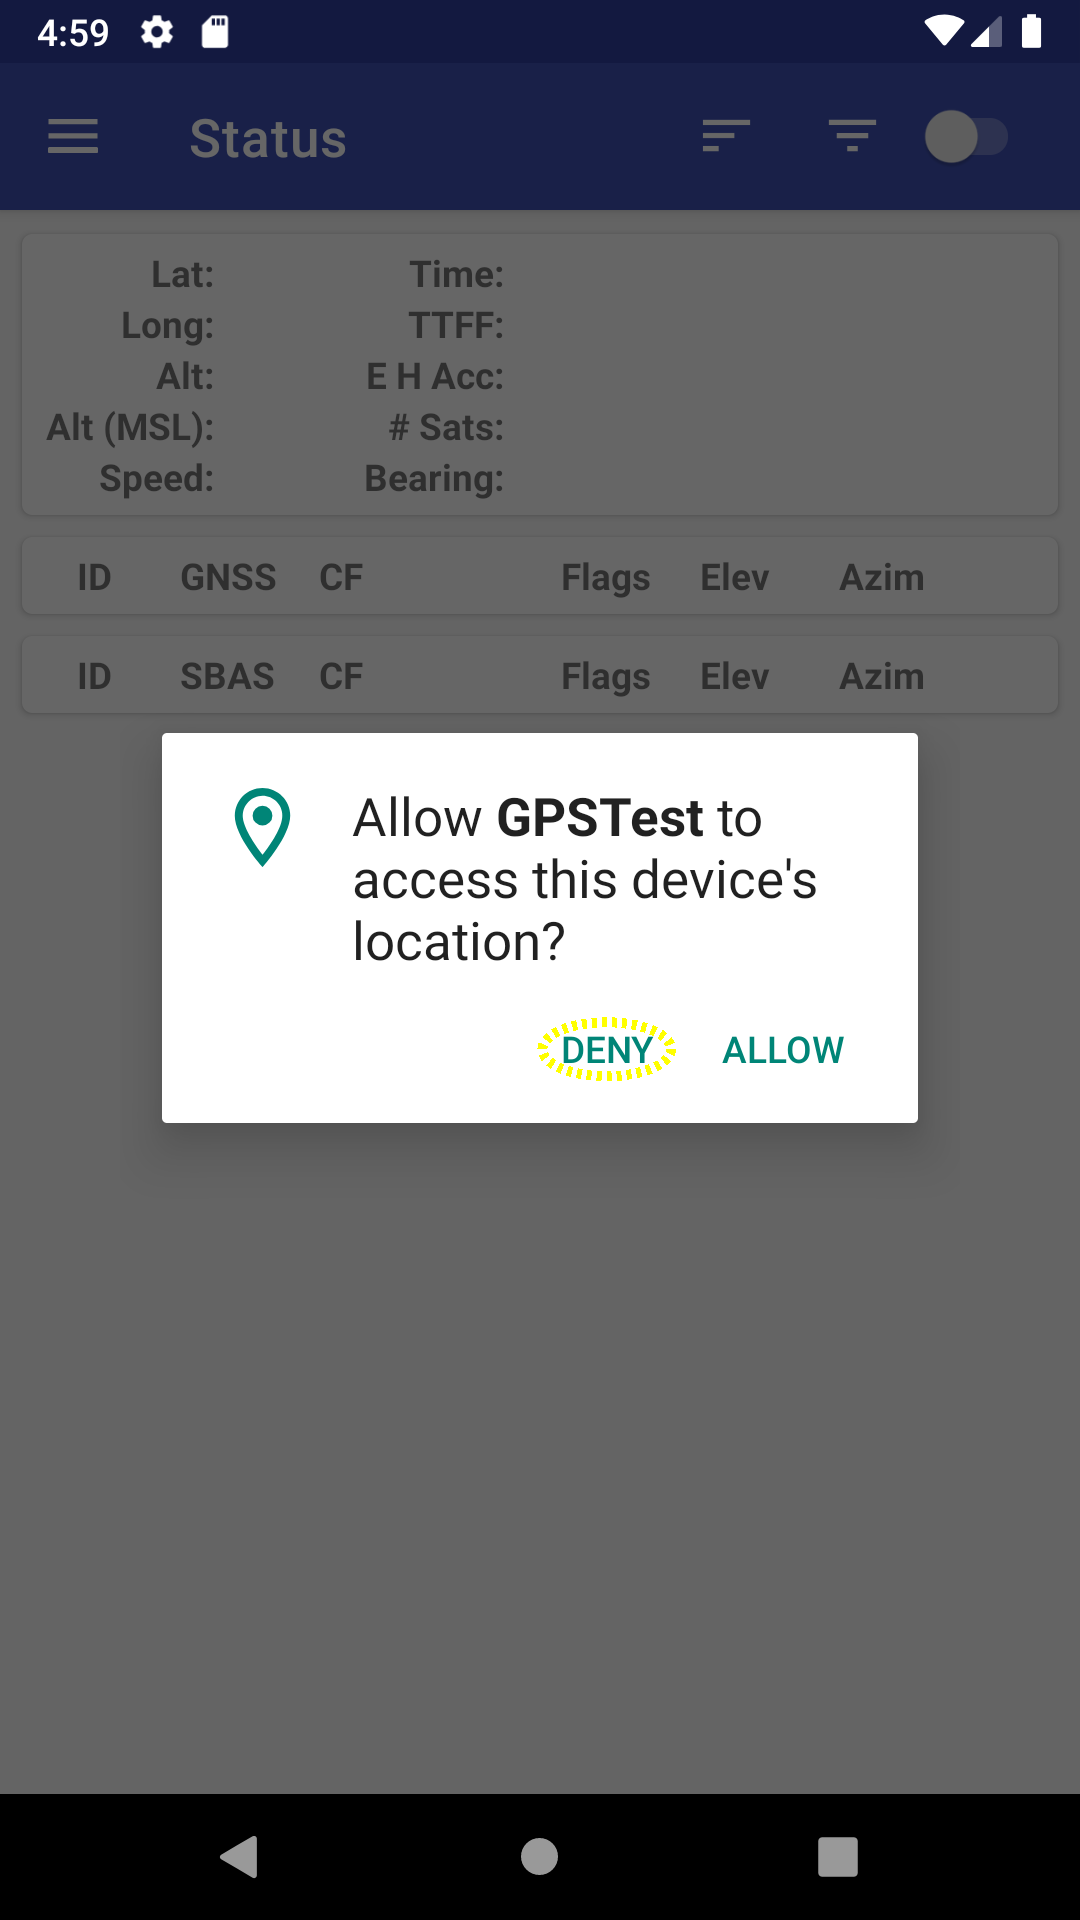 4:59
Status
Lat: Time:
Long: TTFF:
Alt: E H Acc:
Alt (MSL): # Sats:
Speed: Bearing:
ID GNSS CF Flags Elev Azim
ID SBAS CF Flags Elev Azim
Allow GPSTest to
access this device's
location?
DENY ALLOW